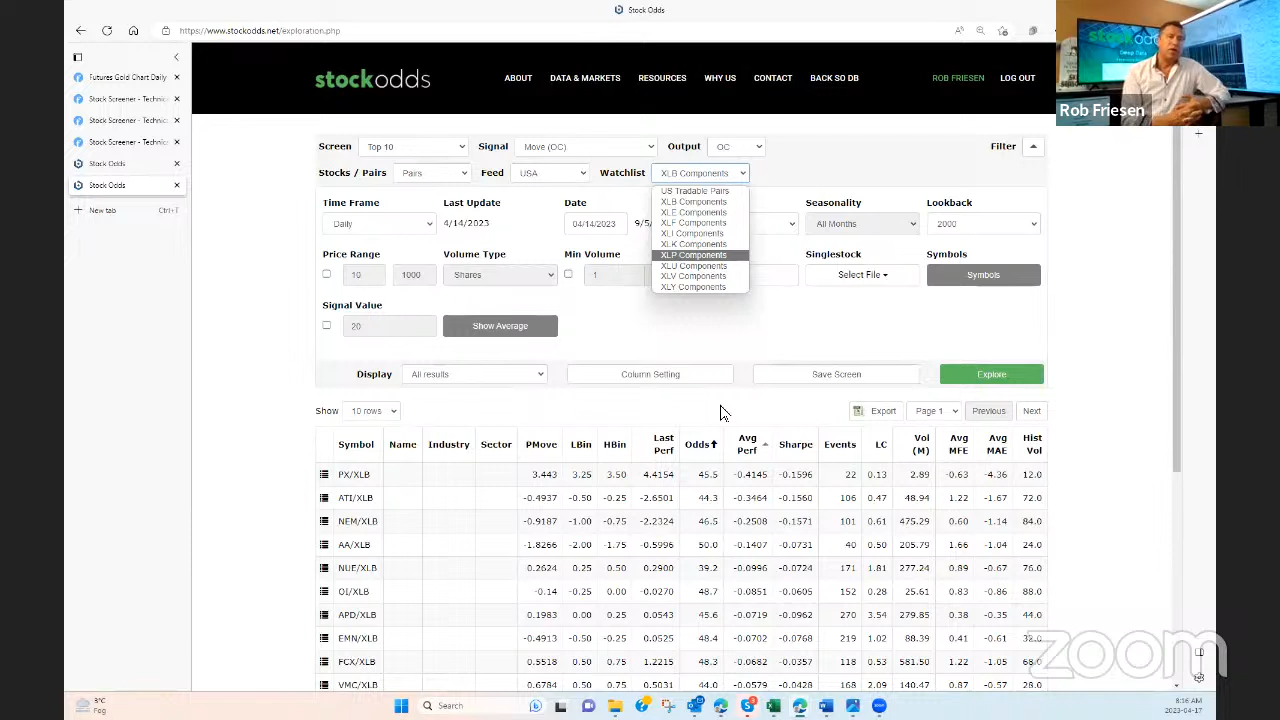 Stock Odds
https://www.stockodds.net/exploration.php
Futures Gold Chart Daily
Stock Screener - Technic
Stock Screener - Technic
Stock Screener - Technic
Stock Odds
Stock Odds
New tab Ctrl+T
stockodds
ABOUT DATA & MARKETS RESOURCES WHY US CONTACT BACK SO DB ROB FRIESEN LOG OUT
Rob Friesen
Screen Top 10 Signal Move (OC) Output OC Filter
Stocks / Pairs Pairs Feed USA Watchlist XLB Components
US Tradable Pairs
XLB Components
XLE Components
XLF Components
XLI Components
XLK Components
XLP Components
XLU Components
XLV Components
XLY Components
Time Frame Last Update Date Seasonality Lookback
Daily 4/14/2023 04/14/2023 9/5/ All Months 2000
Price Range Volume Type Min Volume Singlestock Symbols
10 1000 Shares 1 Select File Symbols
Signal Value
20 Show Average
Display All results Column Setting Save Screen Explore
Show 10 rows Export Page 1 Previous Next
Symbol Name Industry Sector PMove LBin HBin Last Perf Odds Avg Perf Sharpe Events LC Vol (M) Avg MFE Avg MAE Hist Vol
PX/XLB 3.443 3.25 3.50 4.4154 45.5 -0.4145 -0.1596 22 0.13 2.89 -0.63 -4.36 12.0
ATI/XLB -0.4937 -0.50 -0.25 -2.6501 44.3 -0.3464 -0.1560 106 0.47 48.94 1.22 -1.67 72.0
NEM/XLB -0.9187 -1.00 -0.75 -2.2324 46.5 -0.2508 -0.1571 101 0.61 475.29 0.60 -1.14 84.0
AA/XLB -1.8266 -2.00 -1.75 -0.5996 50.0 -0.1407 -0.0731 40 0.50 205.79 1.66 -1.04 24.0
NUE/XLB 0.2624 0.25 0.50 0.2900 39.2 -0.0996 -0.0724 171 1.81 277.24 0.89 -0.67 76.0
OI/XLB -0.14 -0.25 0.00 -0.0270 48.7 -0.0851 -0.0605 152 0.28 25.61 0.83 -0.86 88.0
APD/XLB 0.1983 0.00 0.25 0.0543 45.6 -0.0719 -0.0962 270 3.54 279.85 0.38 -0.35 44.0
EMN/XLB -0.4913 -0.50 -0.25 0.0525 48.4 -0.0702 -0.0768 219 1.02 88.39 0.41 -0.61 32.0
FCX/XLB 0.5518 0.50 0.75 1.2215 48.3 -0.0682 -0.0357 118 0.53 581.50 1.22 -1.05 68.0
VMC/XLB 0.6784 0.50 0.75 0.5031 44.0 -0.0679 -0.0428 168 2.09 140.47 0.87 -0.57 28.0
zoom
3°C
Fog
Search
8:16 AM
2023-04-17